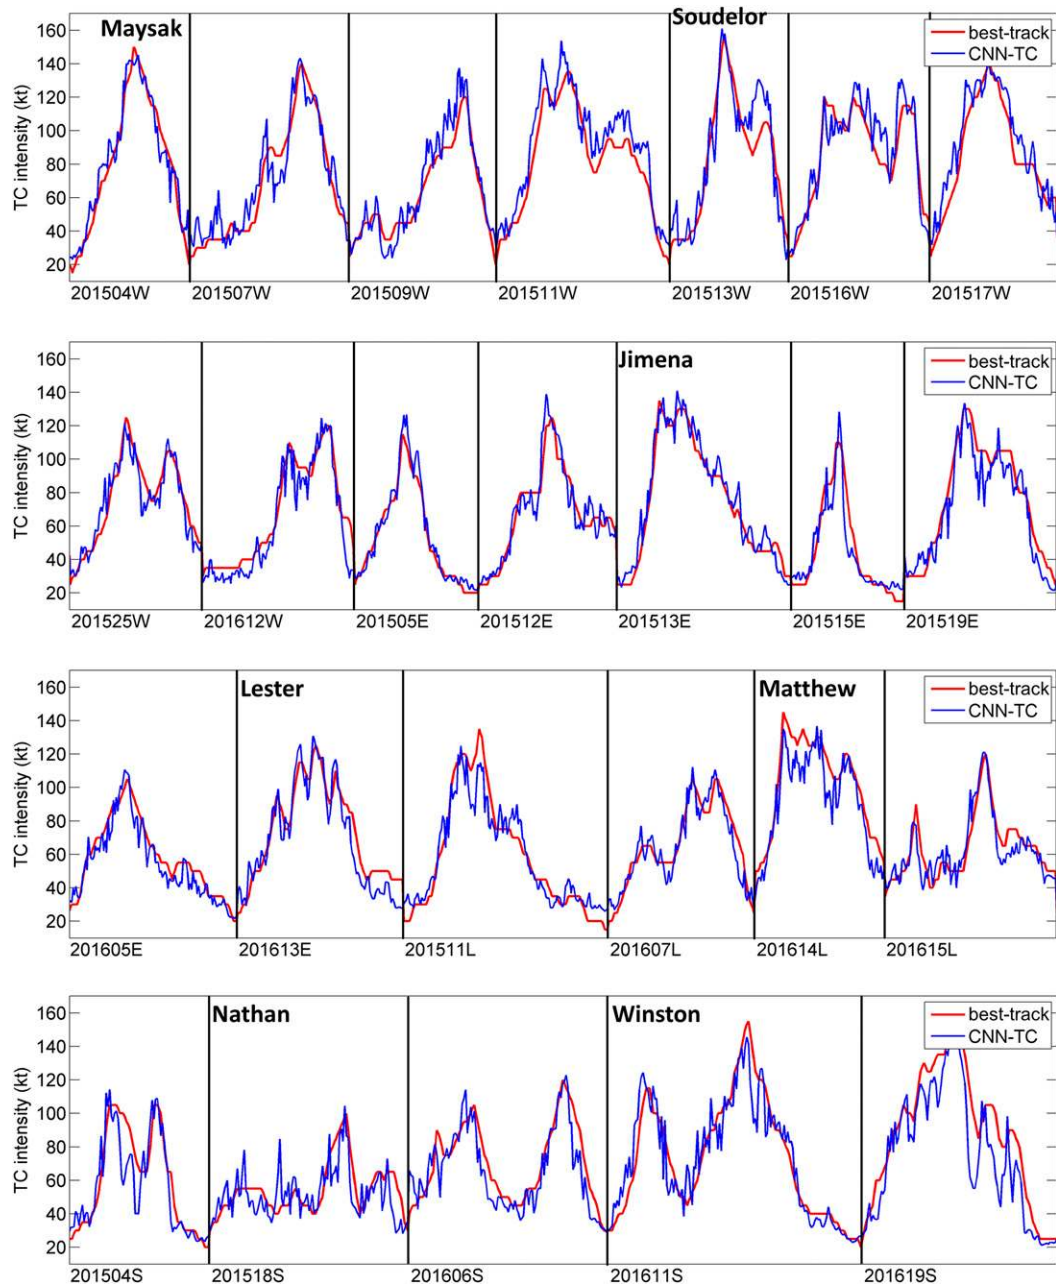 Maysak
Soudelor
best-track
CNN-TC
TC intensity (kt)
160
140
120
100
80
60
40
20
201504W 201507W 201509W 201511W 201513W 201516W 201517W
Jimena
best-track
CNN-TC
TC intensity (kt)
160
140
120
100
80
60
40
20
201525W 201612W 201505E 201512E 201513E 201515E 201519E
Lester
Matthew
best-track
CNN-TC
TC intensity (kt)
160
140
120
100
80
60
40
20
201605E 201613E 201511L 201607L 201614L 201615L
Nathan
Winston
best-track
CNN-TC
TC intensity (kt)
160
140
120
100
80
60
40
20
201504S 201518S 201606S 201611S 201619S